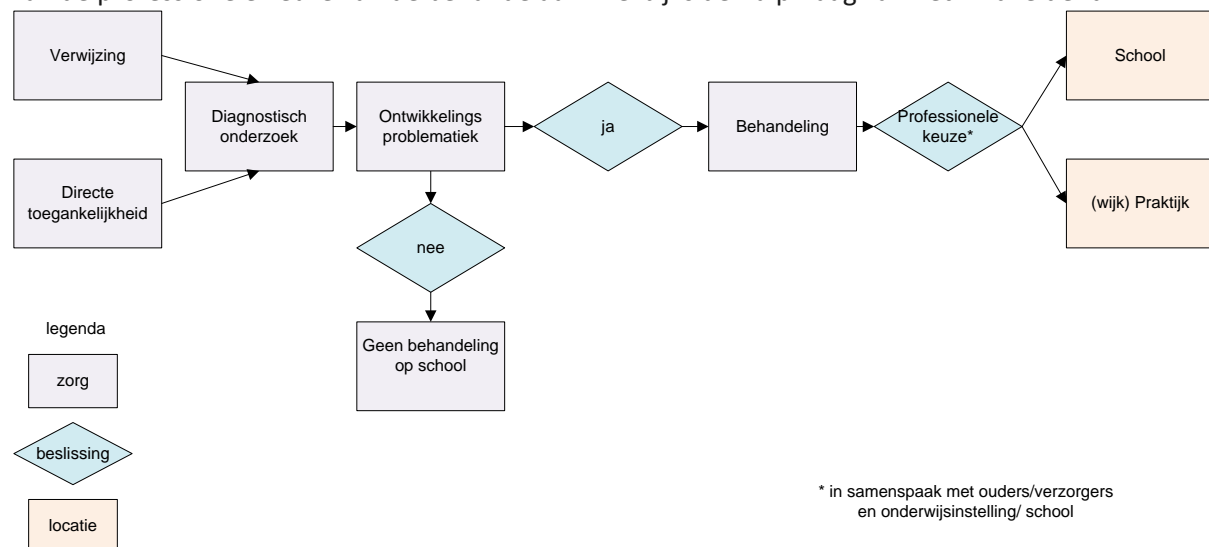 Verwijzing
Directe
toegankelijkheid
Diagnostisch
onderzoek
Ontwikkelings
problematiek
ja
nee
Geen behandeling
op school
Behandeling
Professionele
keuze*
School
(wijk) Praktijk
legenda
zorg
beslissing
locatie
* in samenspraak met ouders/verzorgers
en onderwijsinstelling/ school